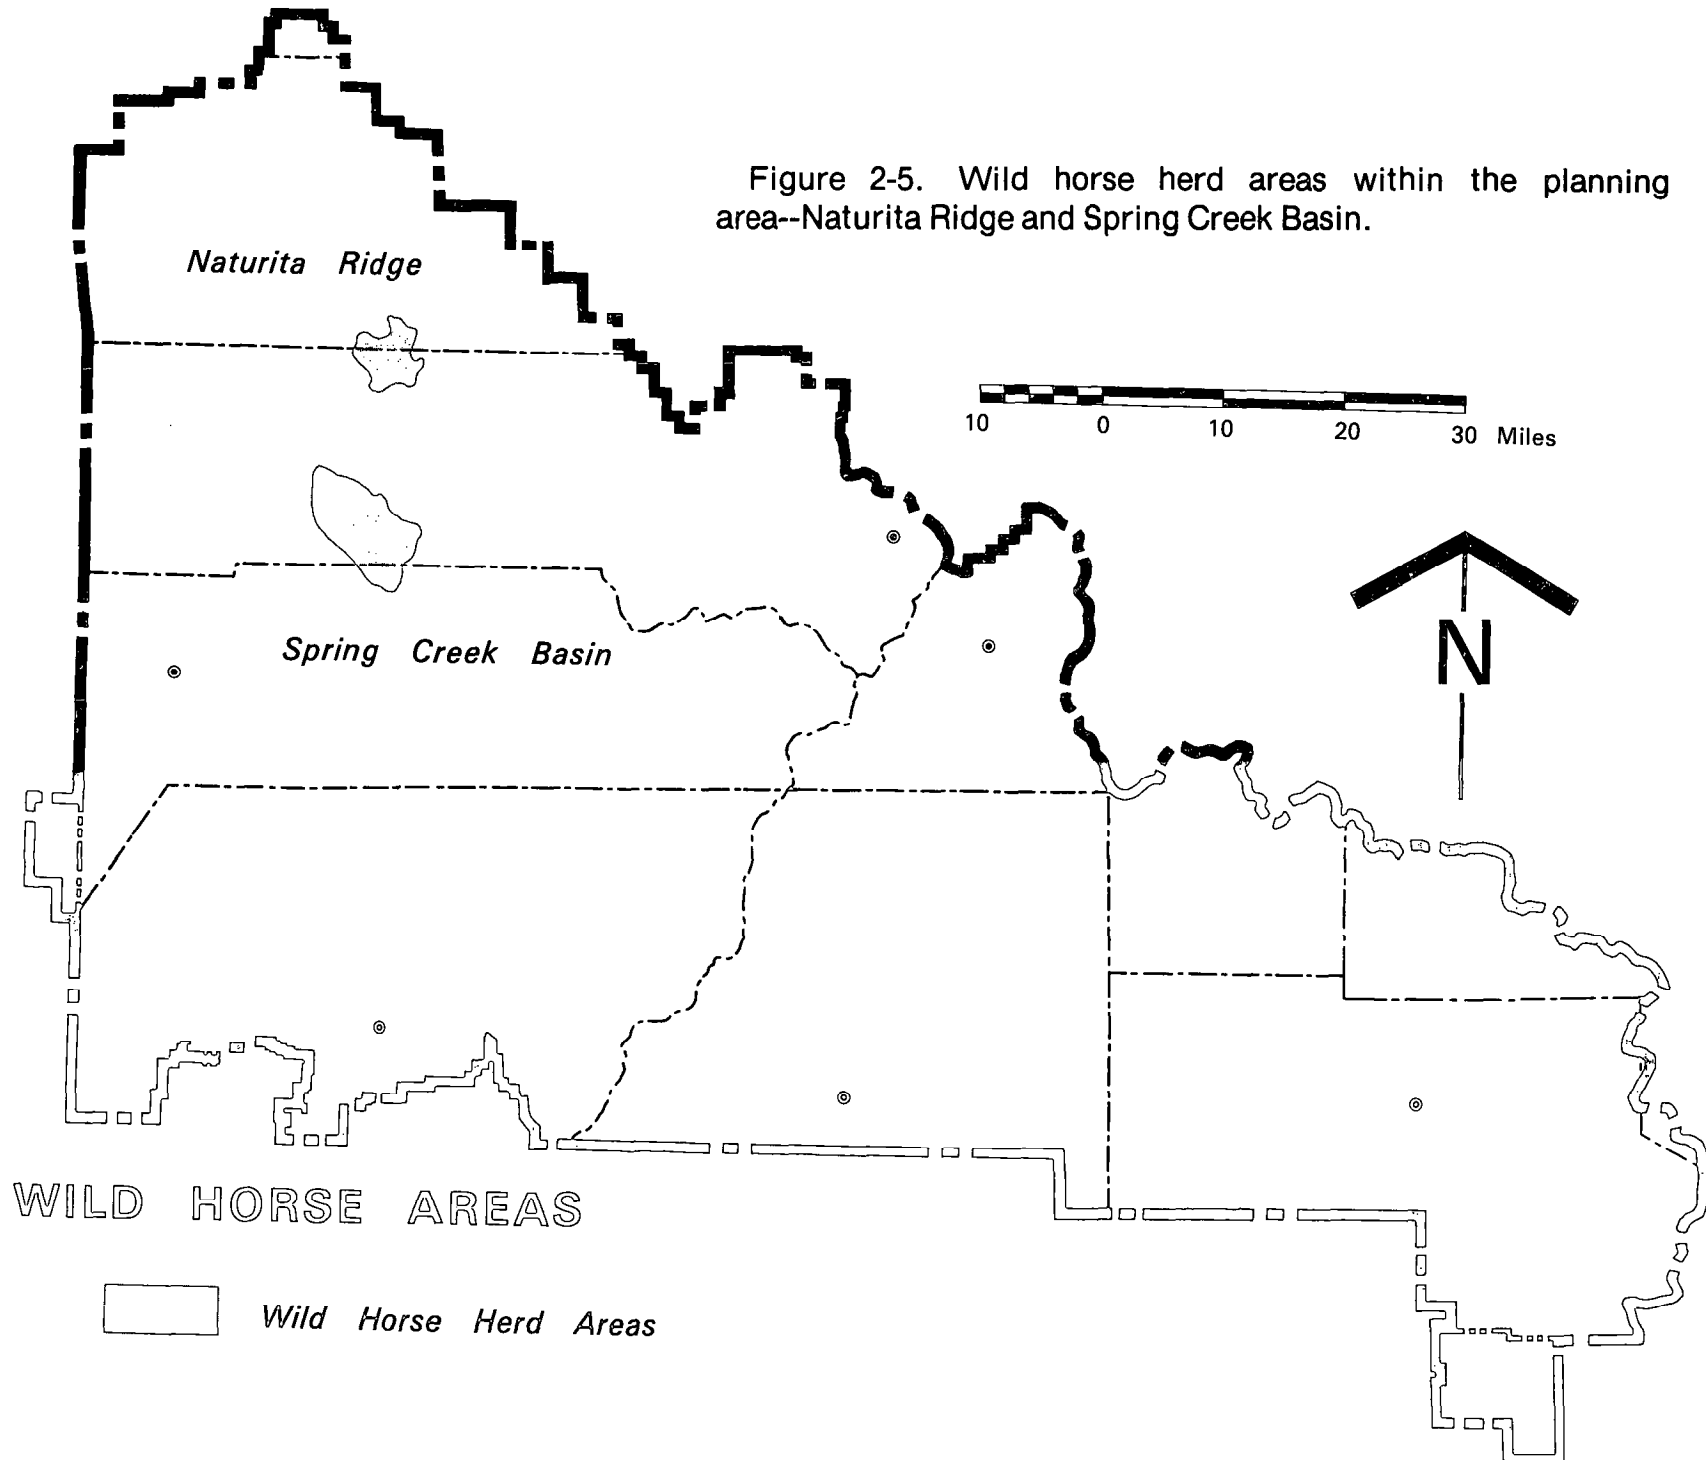 Figure 2-5. Wild horse herd areas within the planning
area--Naturita Ridge and Spring Creek Basin.
Naturita Ridge
10 0 10 20 30 Miles
N
Spring Creek Basin
WILD HORSE AREAS
Wild Horse Herd Areas